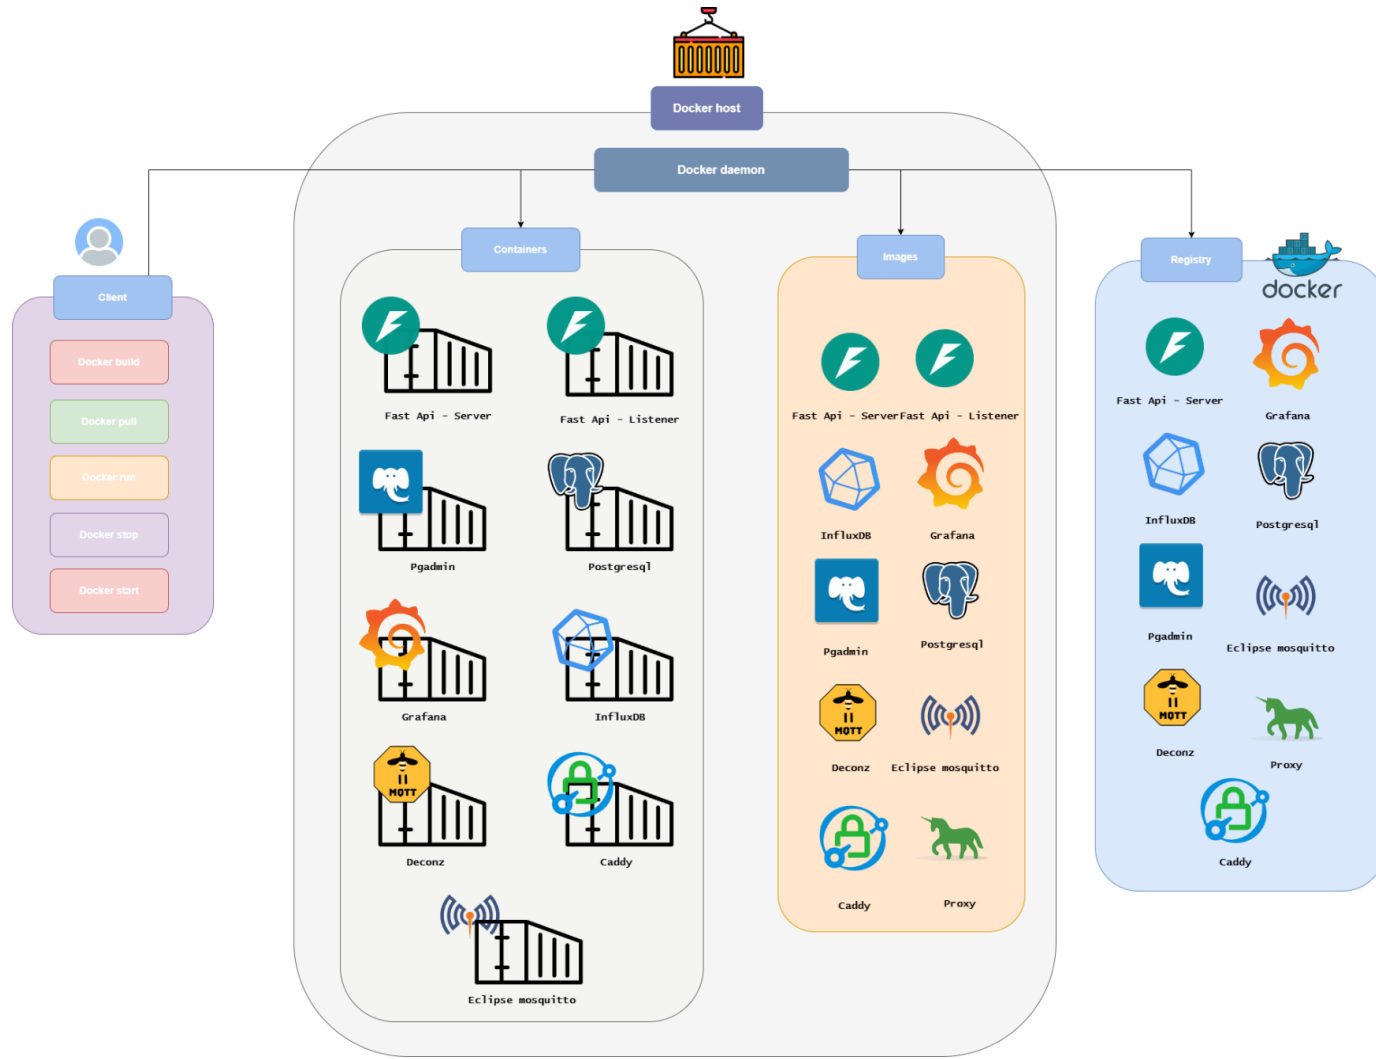 Docker host
Docker daemon
Client
Docker build
Docker pull
Docker run
Docker stop
Docker start
Containers
Fast Api - Server
Fast Api - Listener
Pgadmin
Postgresql
Grafana
InfluxDB
MQTT
Deconz
Caddy
Eclipse mosquitto
Images
Fast Api - Server
Fast Api - Listener
InfluxDB
Grafana
Pgadmin
Postgresql
MQTT
Deconz
Eclipse mosquitto
Caddy
Proxy
Registry
docker
Fast Api - Server
Grafana
InfluxDB
Postgresql
Pgadmin
Eclipse mosquitto
MQTT
Deconz
Proxy
Caddy